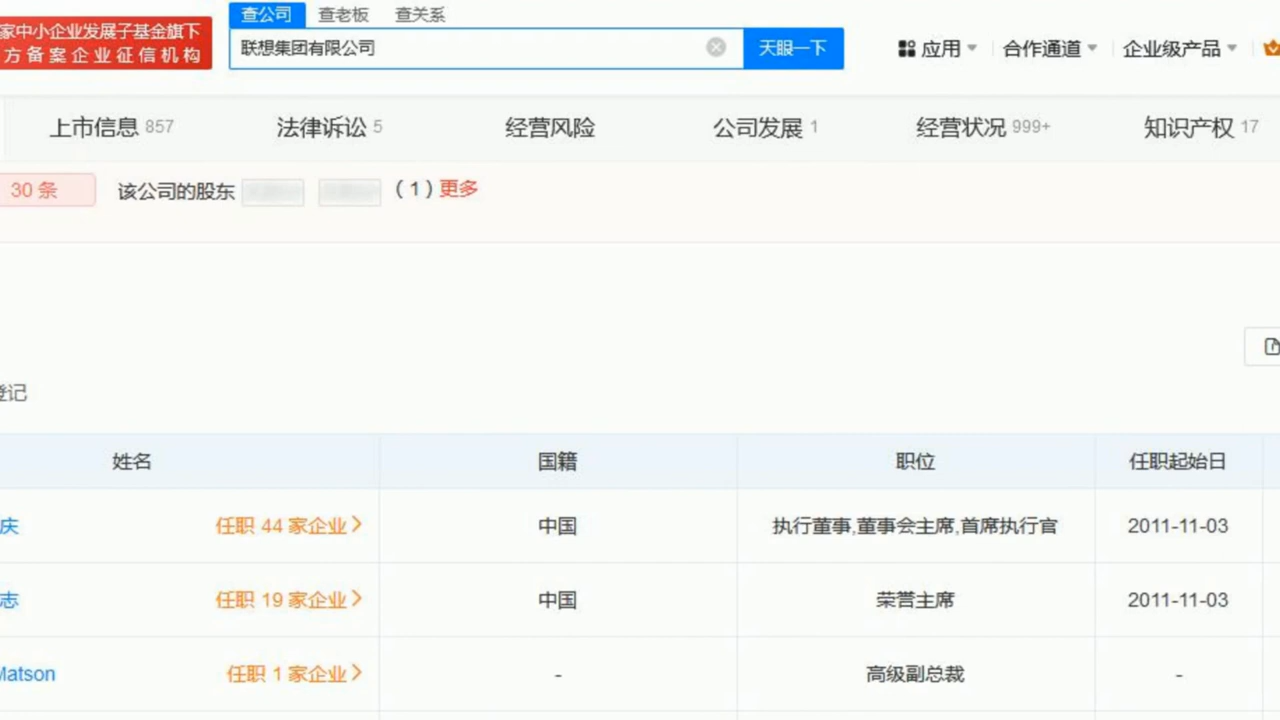 查公司 查老板 查关系
家中小企业发展子基金旗下
方备案企业征信机构
联想集团有限公司 天眼一下 应用 合作通道 企业级产品
上市信息 857 法律诉讼 5 经营风险 公司发展 1 经营状况 999+ 知识产权 17
30 条 该公司的股东 (1) 更多
登记
姓名 国籍 职位 任职起始日
庆 任职 44 家企业 中国 执行董事,董事会主席,首席执行官 2011-11-03
志 任职 19 家企业 中国 荣誉主席 2011-11-03
Matson 任职 1 家企业 - 高级副总裁 -